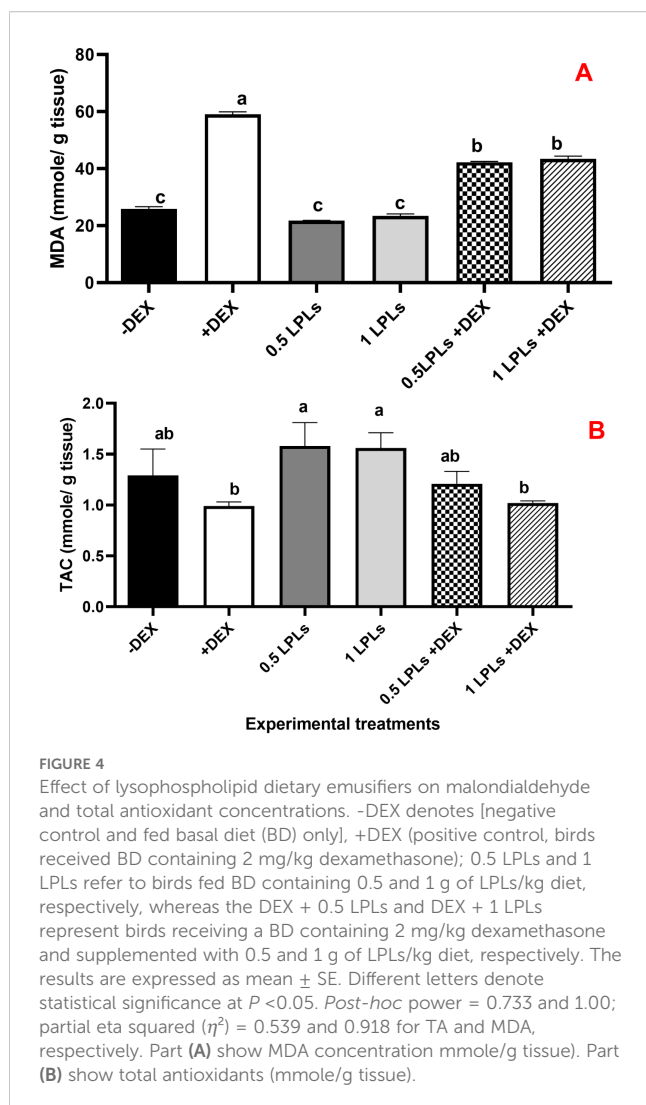 A
MDA (mmole/ g tissue)
80
60
40
20
0
c
a
c
c
b
b
-DEX
+DEX
0.5 LPLs
1 LPLs
0.5LPLs +DEX
1 LPLs +DEX
B
TAC (mmole/ g tissue)
2.0
1.5
1.0
0.5
0.0
ab
b
a
a
ab
b
-DEX
+DEX
0.5 LPLs
1 LPLs
0.5 LPLs +DEX
1 LPLs +DEX
Experimental treatments
FIGURE 4
Effect of lysophospholipid dietary emusifiers on malondialdehyde
and total antioxidant concentrations. -DEX denotes [negative
control and fed basal diet (BD) only], +DEX (positive control, birds
received BD containing 2 mg/kg dexamethasone); 0.5 LPLs and 1
LPLs refer to birds fed BD containing 0.5 and 1 g of LPLs/kg diet,
respectively, whereas the DEX + 0.5 LPLs and DEX + 1 LPLs
represent birds receiving a BD containing 2 mg/kg dexamethasone
and supplemented with 0.5 and 1 g of LPLs/kg diet, respectively. The
results are expressed as mean ± SE. Different letters denote
statistical significance at P <0.05. Post-hoc power = 0.733 and 1.00;
partial eta squared (η²) = 0.539 and 0.918 for TA and MDA,
respectively. Part (A) show MDA concentration mmole/g tissue). Part
(B) show total antioxidants (mmole/g tissue).